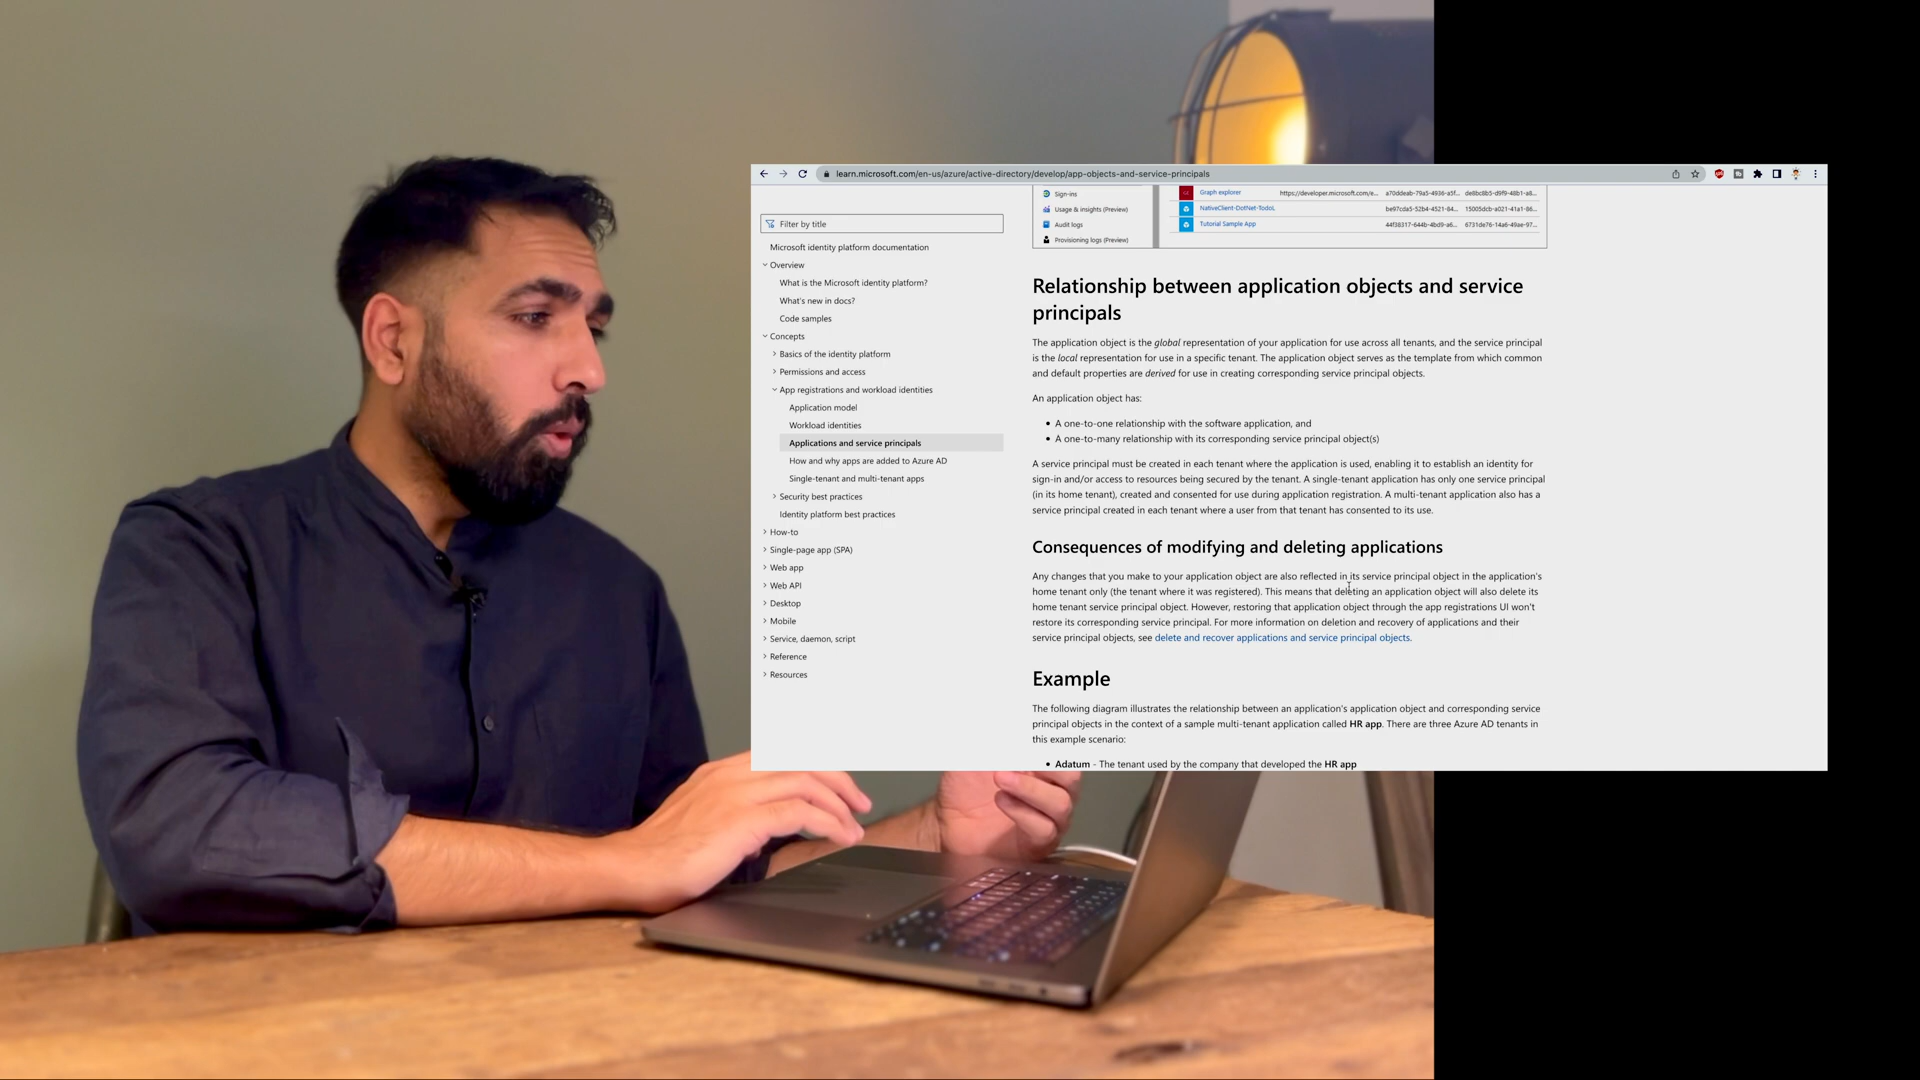 learn.microsoft.com/en-us/azure/active-directory/develop/app-objects-and-service-principals
Filter by title
Microsoft identity platform documentation
Overview
What is the Microsoft identity platform?
What's new in docs?
Code samples
Concepts
Basics of the identity platform
Permissions and access
App registrations and workload identities
Application model
Workload identities
Applications and service principals
How and why apps are added to Azure AD
Single-tenant and multi-tenant apps
Security best practices
Identity platform best practices
How-to
Single-page app (SPA)
Web app
Web API
Desktop
Mobile
Service, daemon, script
Reference
Resources
Sign-ins
Usage & insights (Preview)
Audit logs
Provisioning logs (Preview)
Graph explorer https://developer.microsoft.com/e...
NativeClient-DotNet-TodoL
Tutorial Sample App
Relationship between application objects and service
principals
The application object is the global representation of your application for use across all tenants, and the service principal
is the local representation for use in a specific tenant. The application object serves as the template from which common
and default properties are derived for use in creating corresponding service principal objects.
An application object has:
• A one-to-one relationship with the software application, and
• A one-to-many relationship with its corresponding service principal object(s)
A service principal must be created in each tenant where the application is used, enabling it to establish an identity for
sign-in and/or access to resources being secured by the tenant. A single-tenant application has only one service principal
(in its home tenant), created and consented for use during application registration. A multi-tenant application also has a
service principal created in each tenant where a user from that tenant has consented to its use.
Consequences of modifying and deleting applications
Any changes that you make to your application object are also reflected in its service principal object in the application's
home tenant only (the tenant where it was registered). This means that deleting an application object will also delete its
home tenant service principal object. However, restoring that application object through the app registrations UI won't
restore its corresponding service principal. For more information on deletion and recovery of applications and their
service principal objects, see delete and recover applications and service principal objects.
Example
The following diagram illustrates the relationship between an application's application object and corresponding service
principal objects in the context of a sample multi-tenant application called HR app. There are three Azure AD tenants in
this example scenario:
• Adatum - The tenant used by the company that developed the HR app